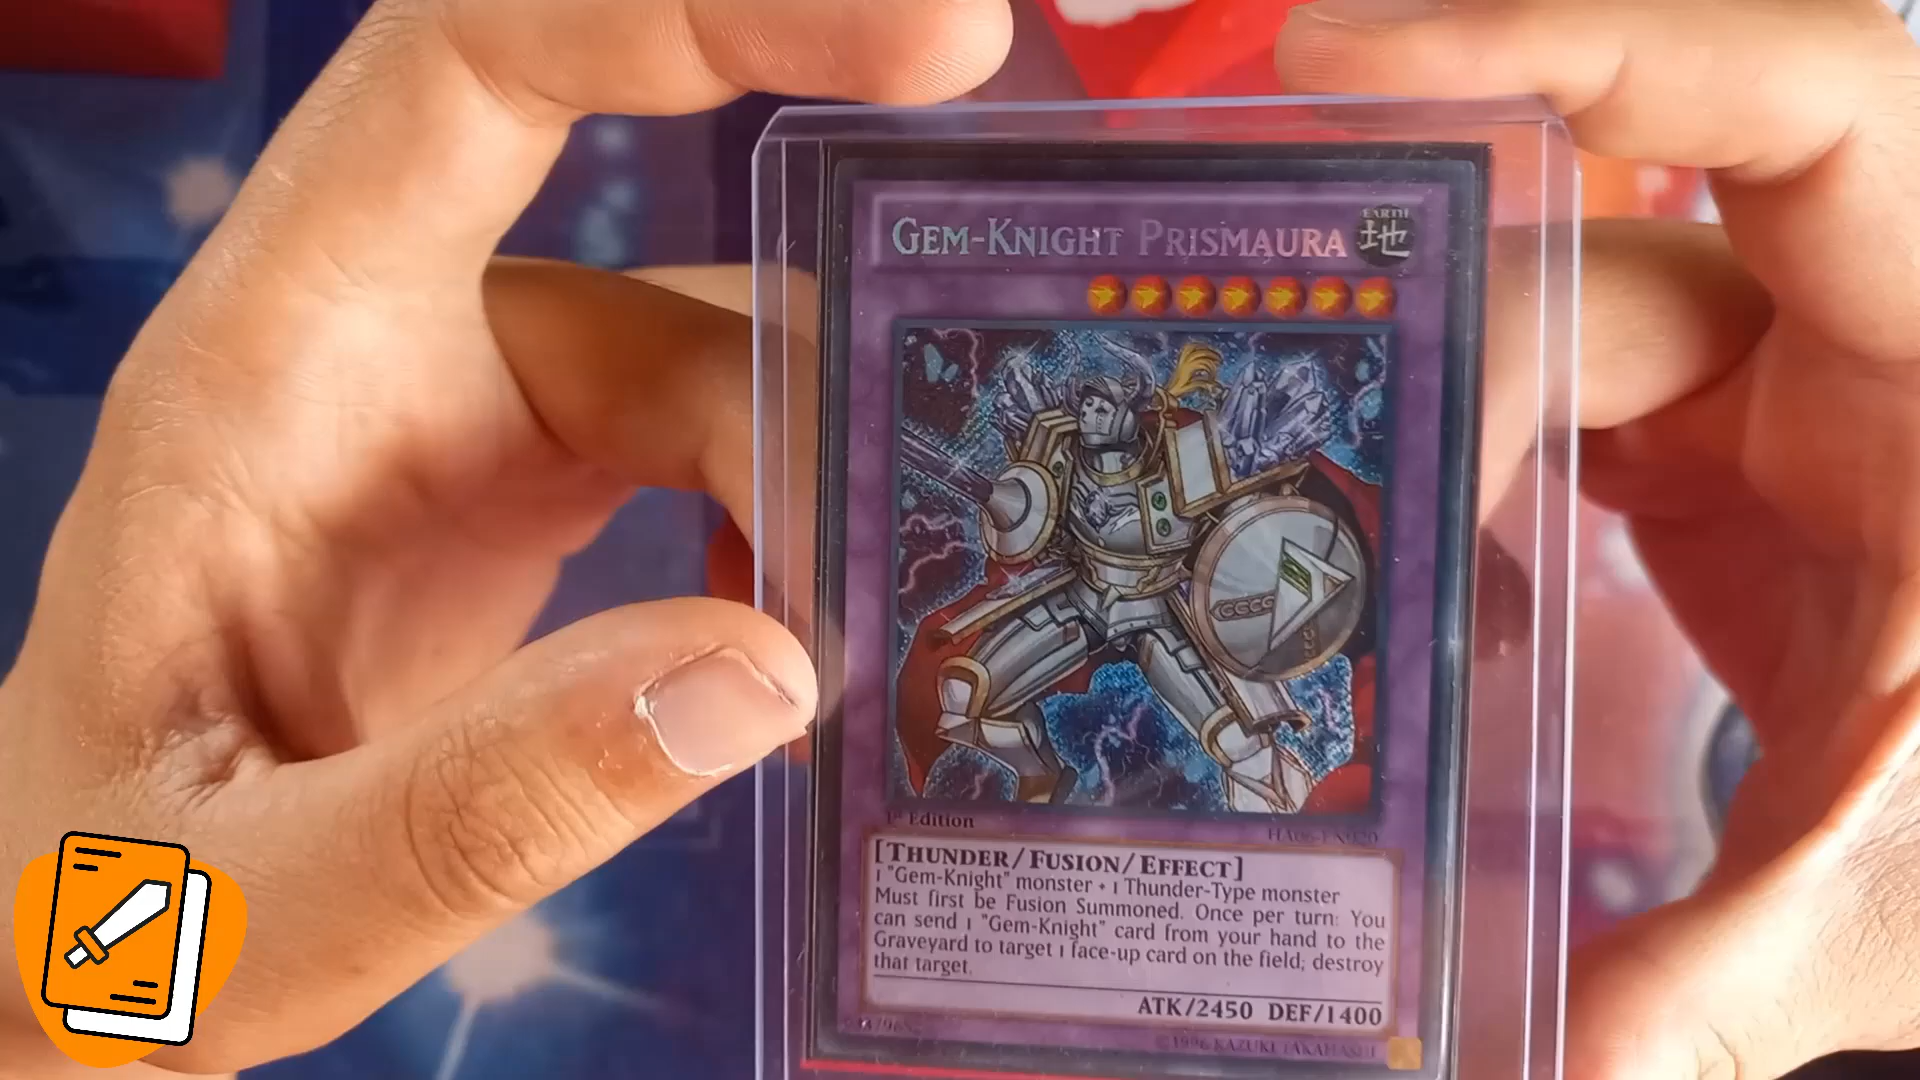 GEM-KNIGHT PRISMAURA
EARTH
地
1st Edition
[THUNDER/FUSION/EFFECT]
1 "Gem-Knight" monster + 1 Thunder-Type monster
Must first be Fusion Summoned. Once per turn: You
can send 1 "Gem-Knight" card from your hand to the
Graveyard to target 1 face-up card on the field; destroy
that target.
ATK/2450 DEF/1400
©1996 KAZUKI TAKAHASHI